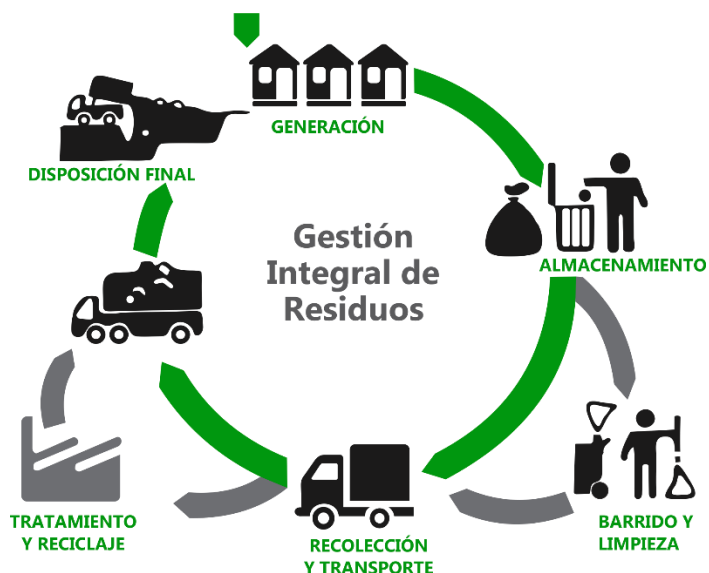 GENERACIÓN
DISPOSICIÓN FINAL
Gestión
Integral de
Residuos
ALMACENAMIENTO
TRATAMIENTO
Y RECICLAJE
RECOLECCIÓN
Y TRANSPORTE
BARRIDO Y
LIMPIEZA